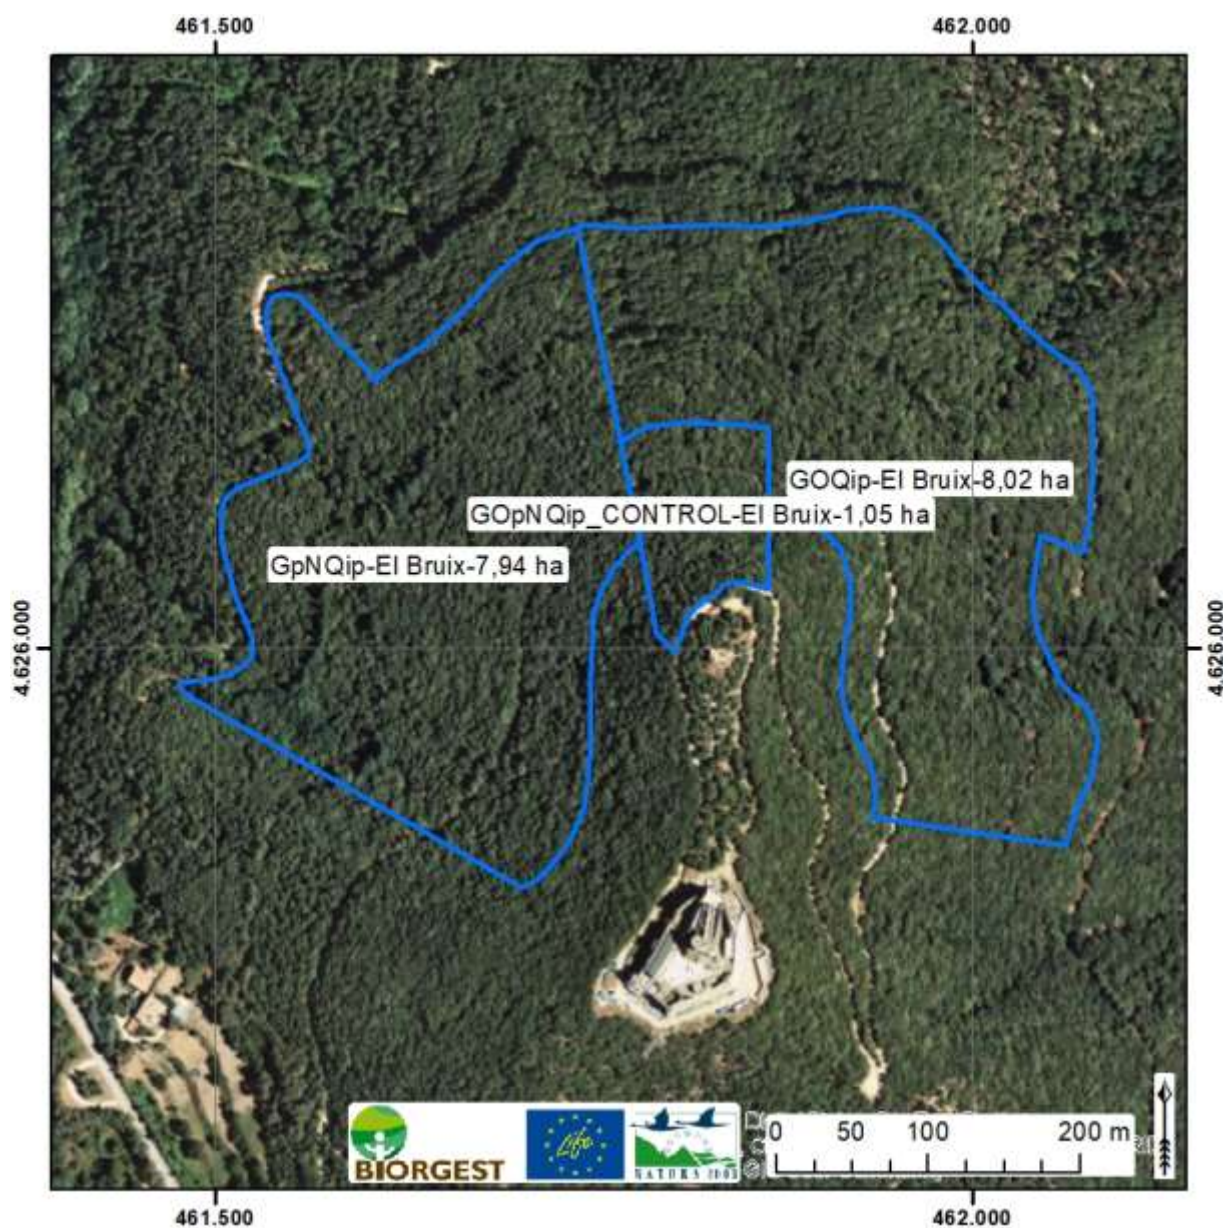 461.500
462.000
GOQip-El Bruix-8,02 ha
GOpNQip_CONTROL-El Bruix-1,05 ha
GpNQip-El Bruix-7,94 ha
4.626.000
4.626.000
BIORGEST
Life
NATURA 2000
0 50 100 200 m
461.500
462.000